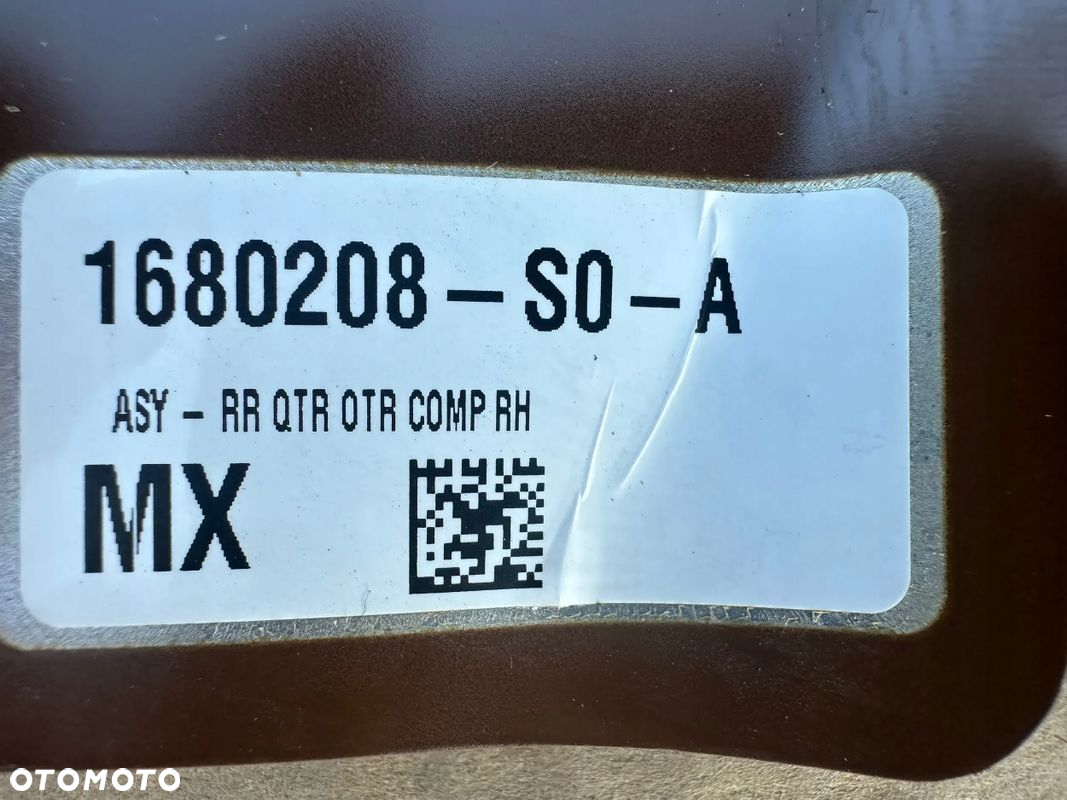 1680208-S0-A
ASY - RR QTR OTR COMP RH
MX
OTOMOTO